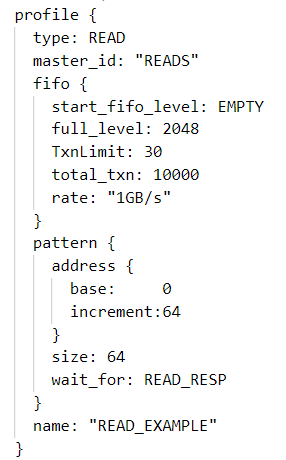 profile {
  type: READ
  master_id: "READS"
  fifo {
    start_fifo_level: EMPTY
    full_level: 2048
    TxnLimit: 30
    total_txn: 10000
    rate: "1GB/s"
  }
  pattern {
    address {
      base:     0
      increment:64
    }
    size: 64
    wait_for: READ_RESP
  }
  name: "READ_EXAMPLE"
}